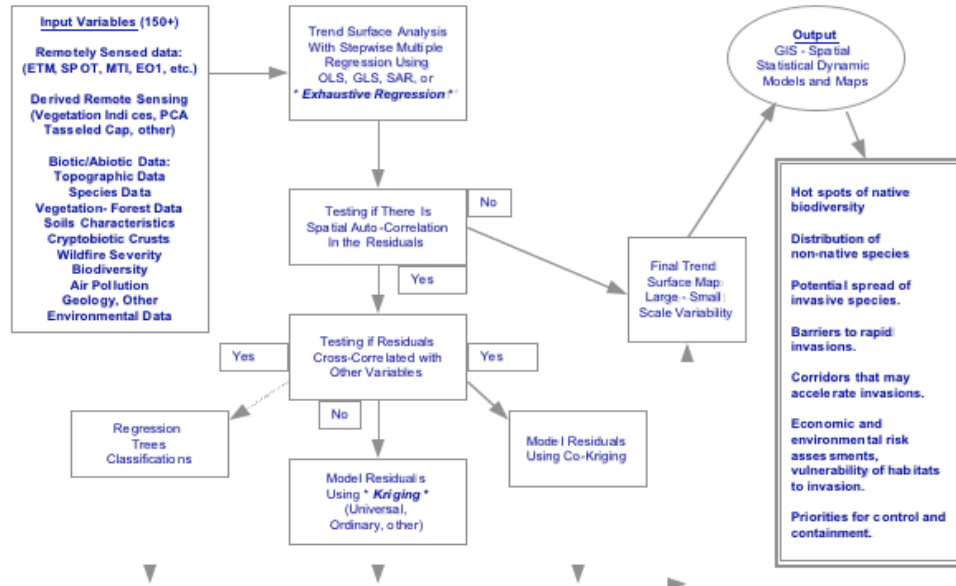 Input Variables (150+)
Remotely Sensed data:
(ETM, SPOT, MTI, EO1, etc.)
Derived Remote Sensing
(Vegetation Indi ces, PCA
Tasseled Cap, other)
Biotic/Abiotic Data:
Topographic Data
Species Data
Vegetation- Forest Data
Soils Characteristics
Cryptobiotic Crusts
Wildfire Severity
Biodiversity
Air Pollution
Geology, Other
Environmental Data
Trend Surface Analysis
With Stepwise Multiple
Regression Using
OLS, GLS, SAR, or
* Exhaustive Regression *
Testing if There Is
Spatial Auto-Correlation
In the Residuals
No
Yes
Testing if Residuals
Cross-Correlated with
Other Variables
Yes
Yes
No
Regression
Trees
Classifications
Model Residuals
Using * Kriging *
(Universal,
Ordinary, other)
Model Residuals
Using Co-Kriging
Final Trend
Surface Map
Large - Small
Scale Variability
Output
GIS - Spatial
Statistical Dynamic
Models and Maps
Hot spots of native
biodiversity
Distribution of
non-native species
Potential spread of
invasive species.
Barriers to rapid
invasions.
Corridors that may
accelerate invasions.
Economic and
environmental risk
assessments,
vulnerability of habitats
to invasion.
Priorities for control and
containment.